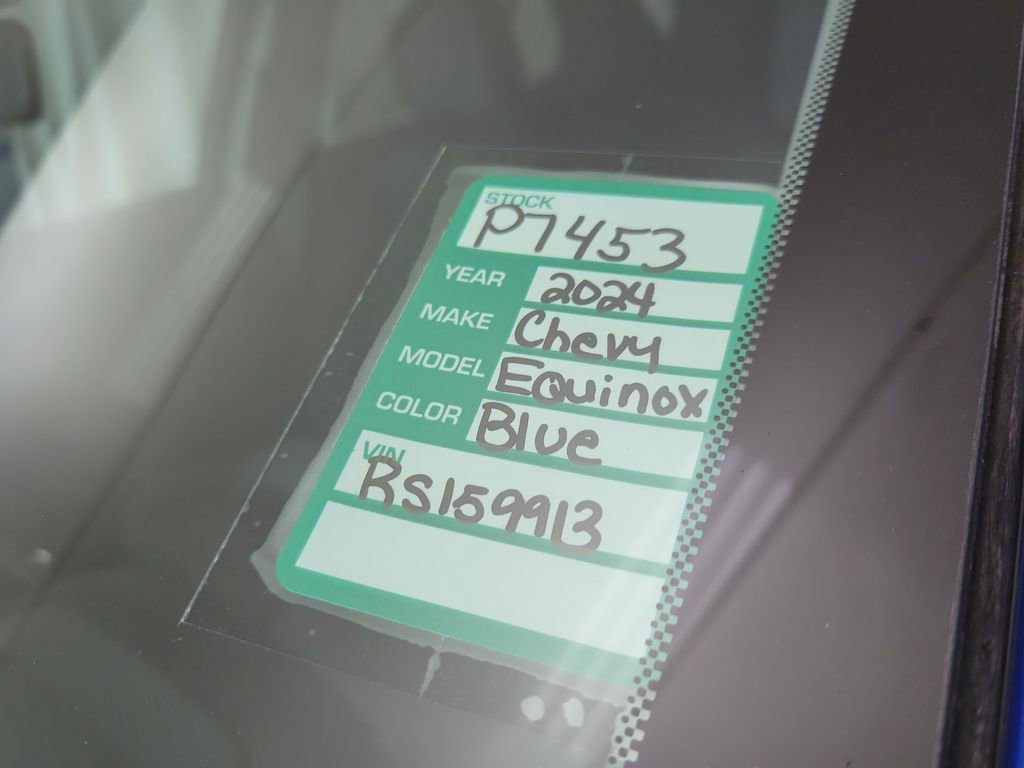 STOCK
P7453
YEAR 2024
MAKE Chevy
MODEL Equinox
COLOR Blue
VIN
RS159913